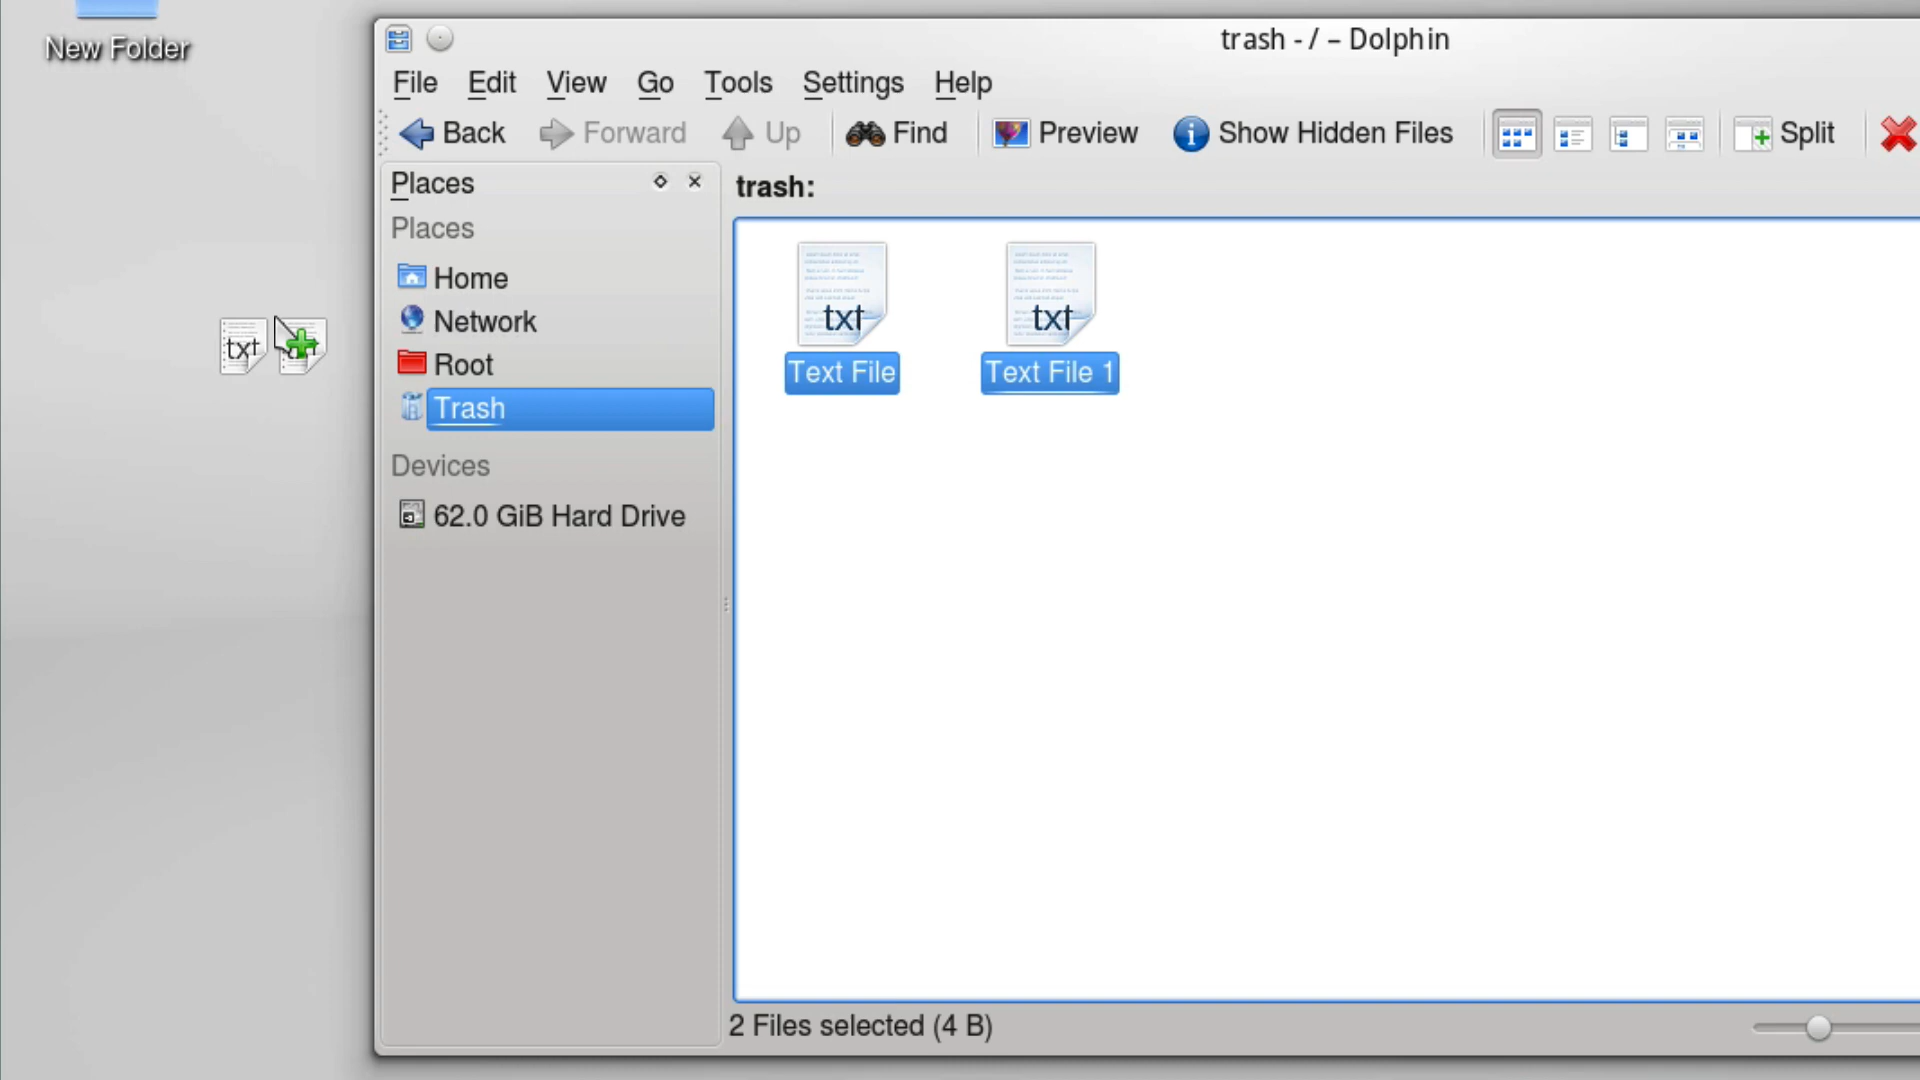 New Folder
trash - / – Dolphin
File Edit View Go Tools Settings Help
Back Forward Up Find Preview Show Hidden Files Split
Places
trash:
Places
Home
Network
Root
Trash
Devices
62.0 GiB Hard Drive
txt
txt txt
Text File Text File 1
2 Files selected (4 B)